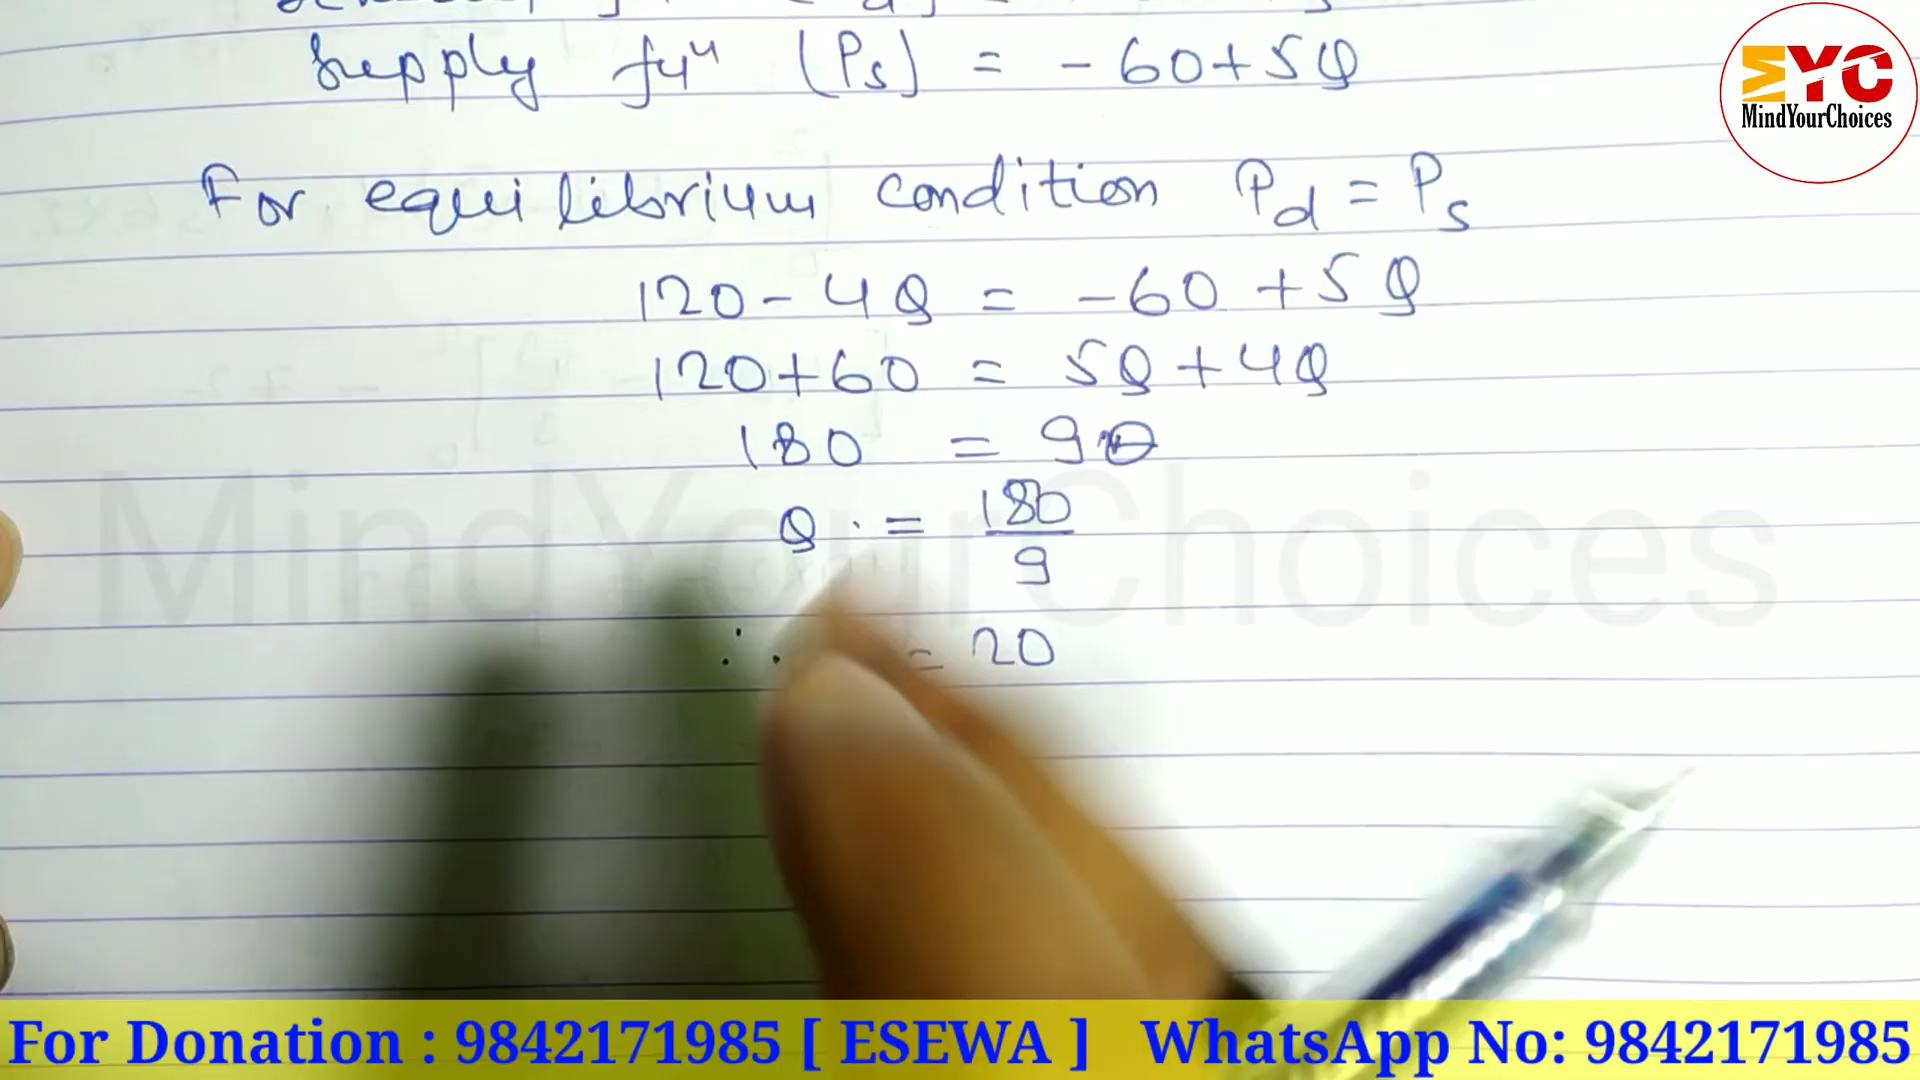 Supply fun (Ps) = - 60+5Q
MYC
MindYourChoices
For equilibrium condition Pd = Ps
120 - 4Q = -60 + 5Q
120+60 = 5Q + 4Q
180 = 9Q
Q = 180/9
∴ = 20
MindYourChoices
For Donation : 9842171985 [ ESEWA ] WhatsApp No: 9842171985